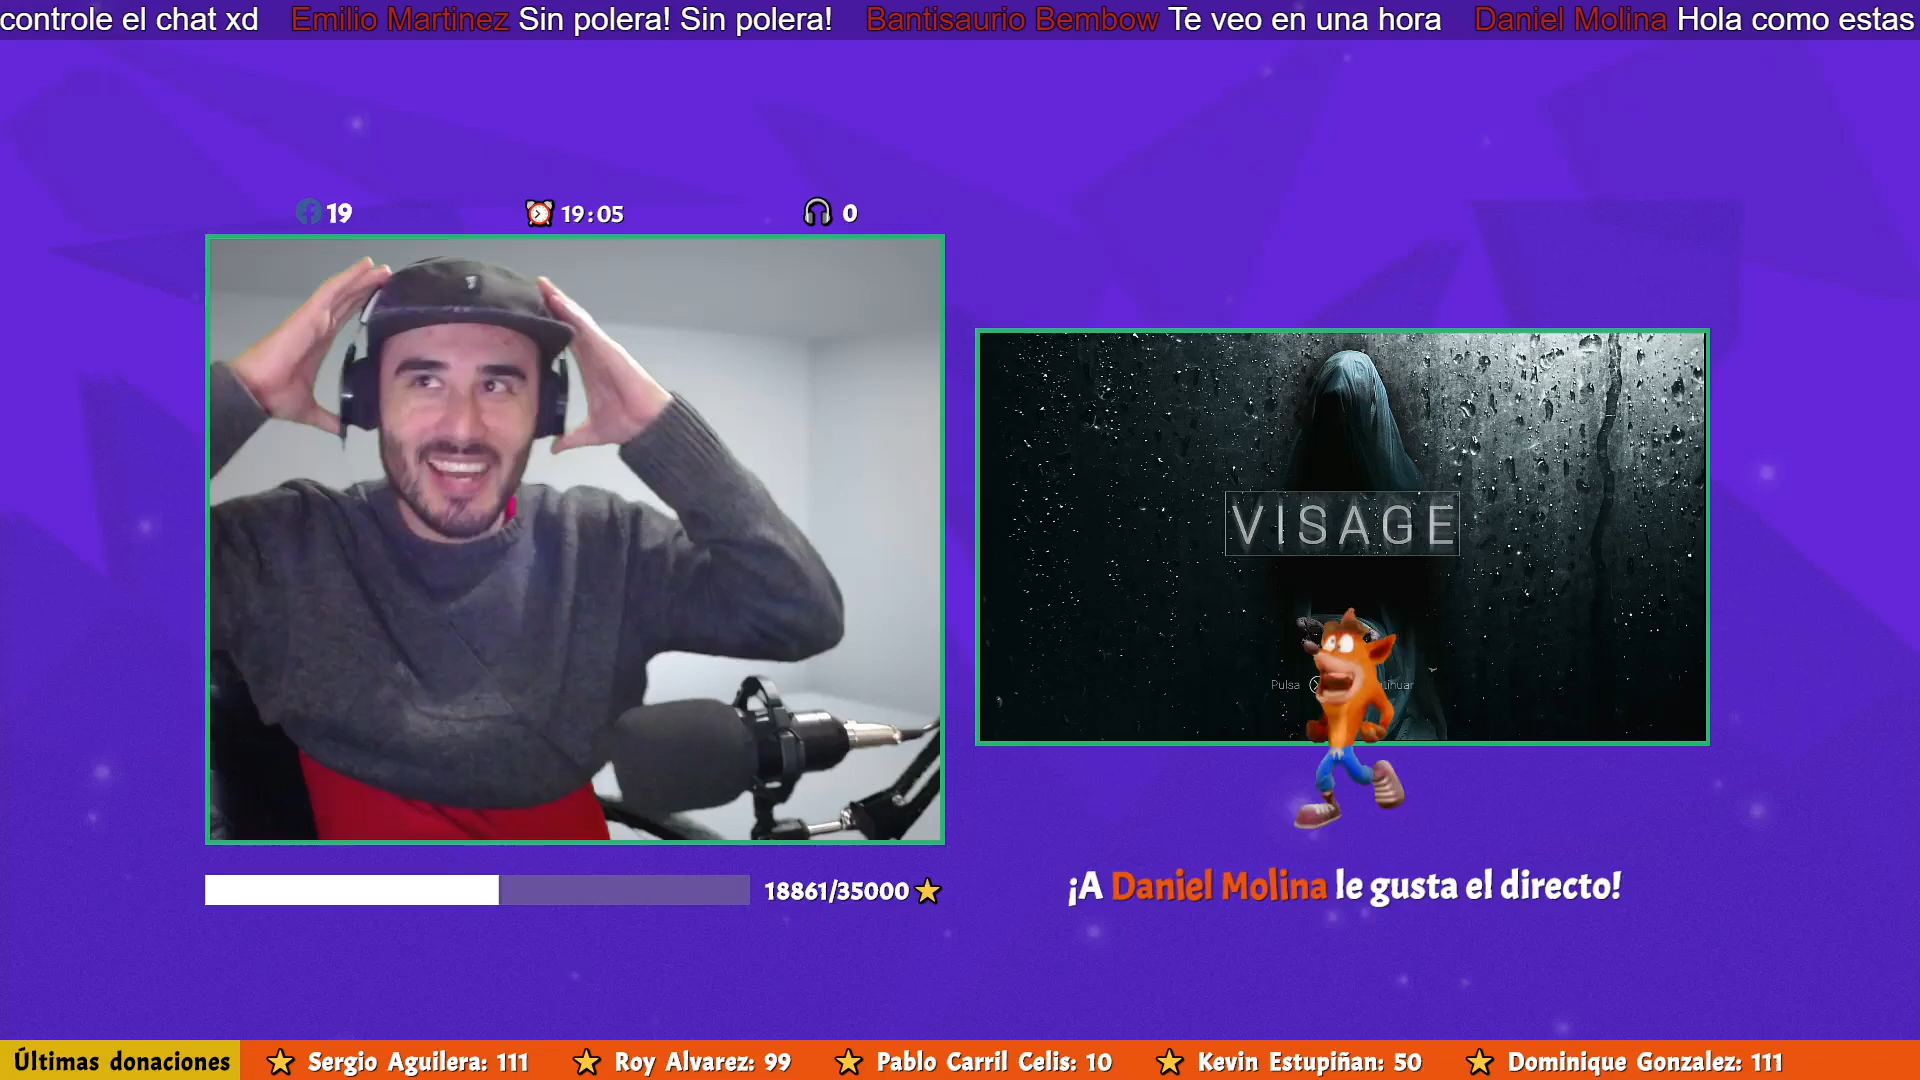 controle el chat xd Emilio Martinez Sin polera! Sin polera! Bantisaurio Bembow Te veo en una hora Daniel Molina Hola como estas
19 19:05 0
VISAGE
Pulsa
18861/35000
¡A Daniel Molina le gusta el directo!
Últimas donaciones Sergio Aguilera: 111 Roy Alvarez: 99 Pablo Carril Celis: 10 Kevin Estupiñan: 50 Dominique Gonzalez: 111